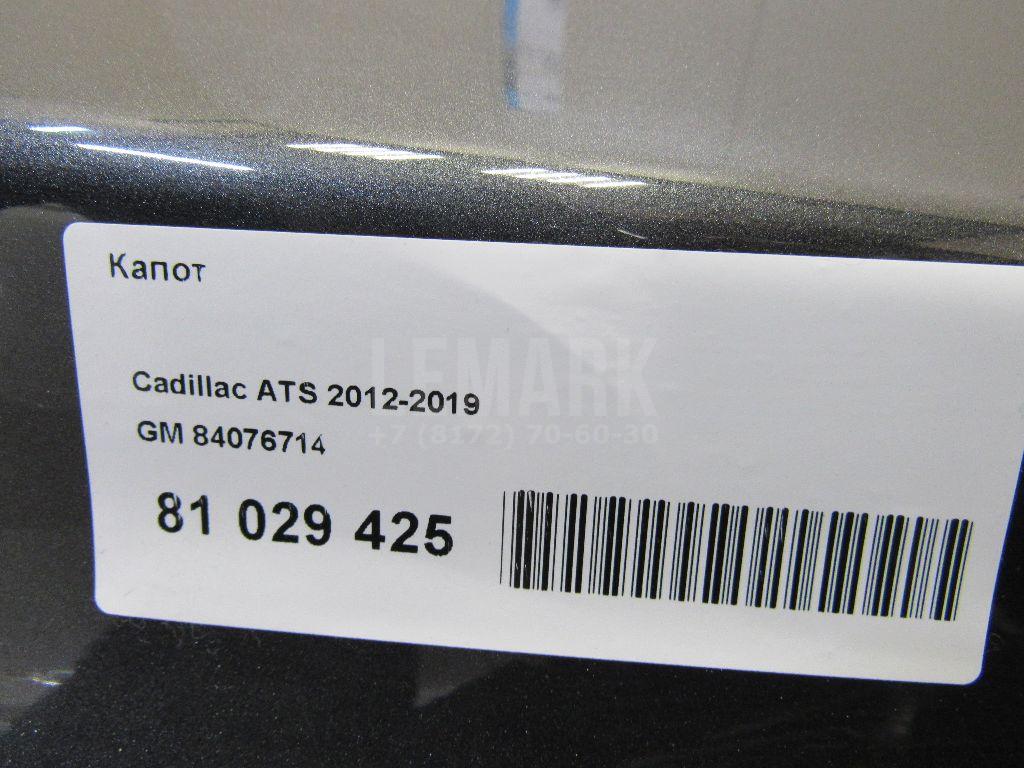 Капот
LEMARK
Cadillac ATS 2012-2019
+7 (8172) 70-60-30
GM 84076714
81 029 425